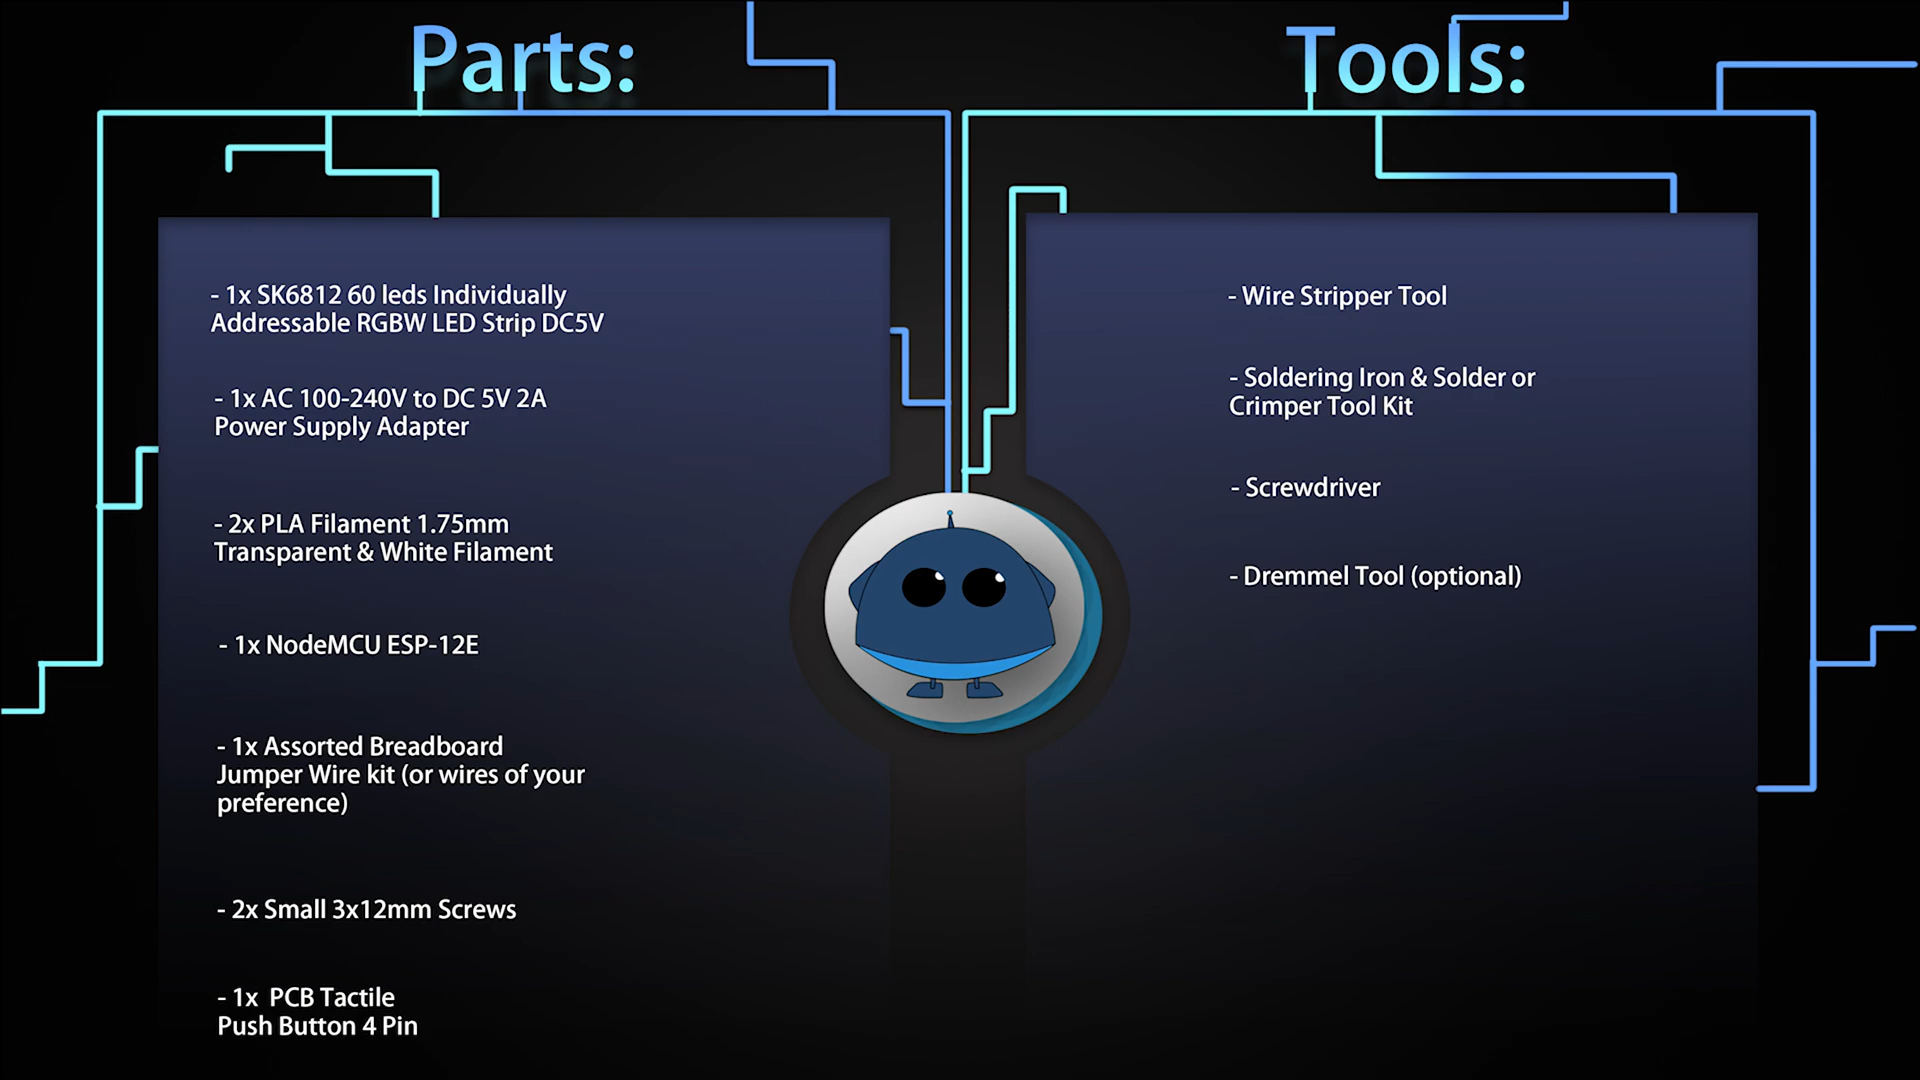 Parts:
- 1x SK6812 60 leds Individually
Addressable RGBW LED Strip DC5V
- 1x AC 100-240V to DC 5V 2A
Power Supply Adapter
- 2x PLA Filament 1.75mm
Transparent & White Filament
- 1x NodeMCU ESP-12E
- 1x Assorted Breadboard
Jumper Wire kit (or wires of your
preference)
- 2x Small 3x12mm Screws
- 1x  PCB Tactile
Push Button 4 Pin
Tools:
- Wire Stripper Tool
- Soldering Iron & Solder or
Crimper Tool Kit
- Screwdriver
- Dremmel Tool (optional)